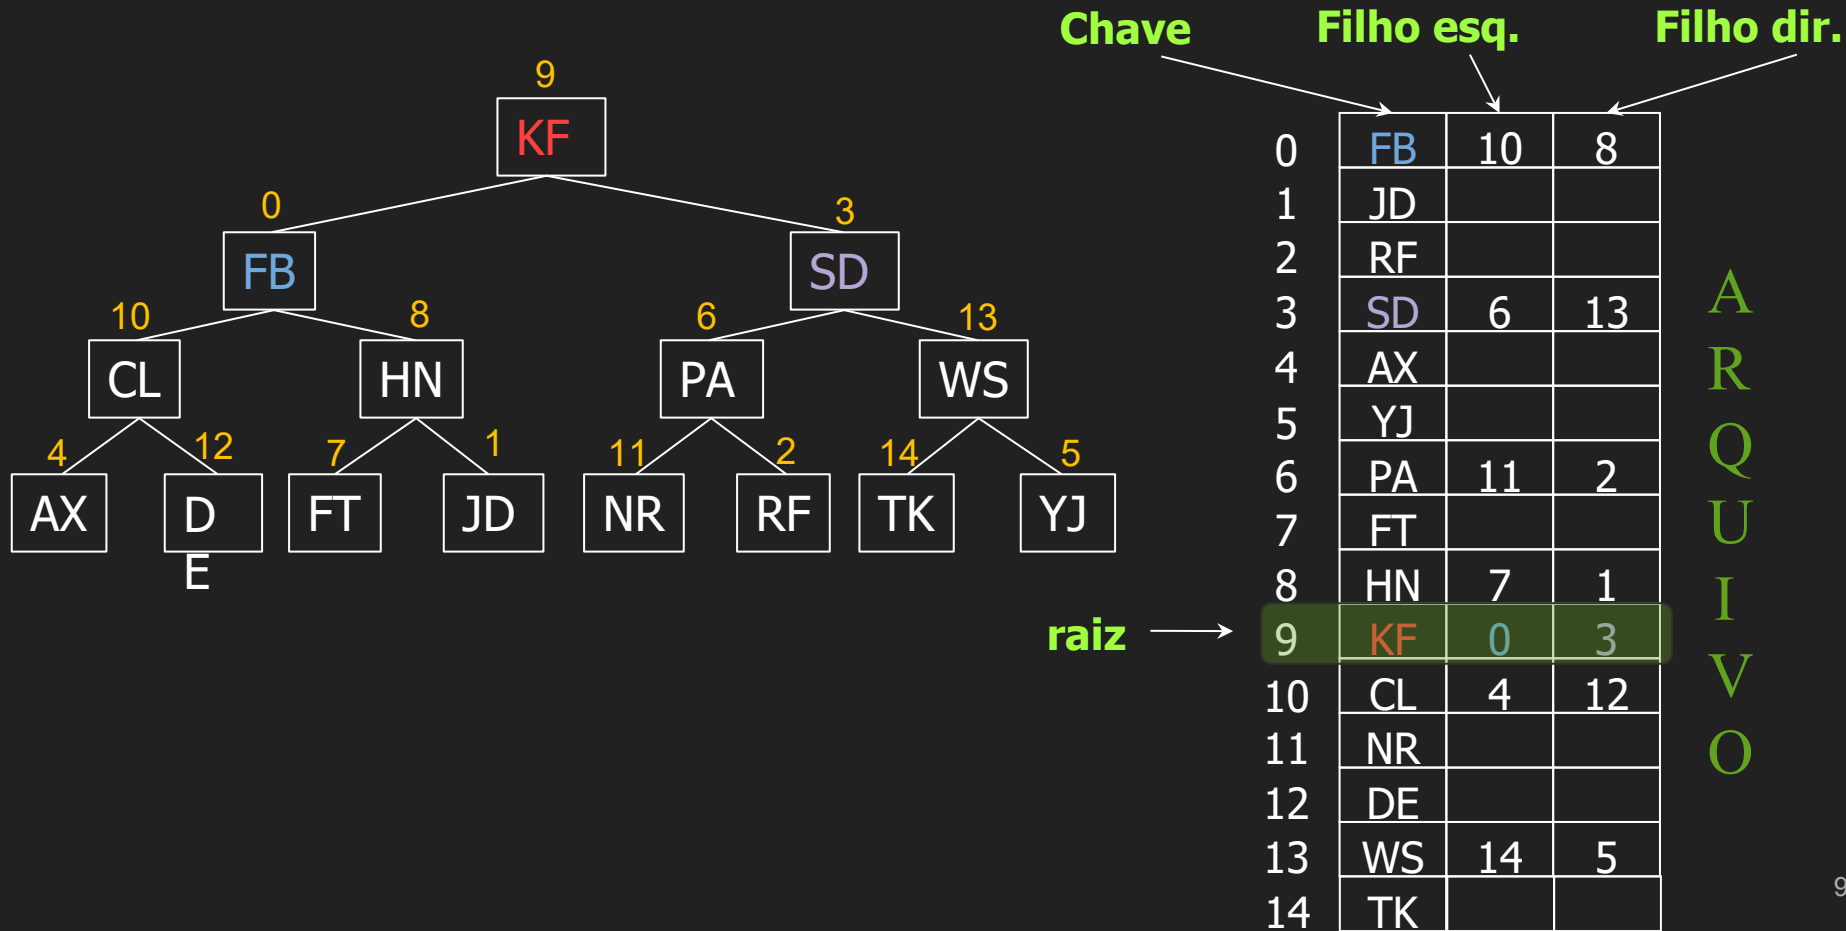 Chave Filho esq. Filho dir.
9
KF
0 3
FB SD
10 8 6 13
CL HN PA WS
4 12 7 1 11 2 14 5
AX D FT JD NR RF TK YJ
E
0 FB 10 8
1 JD
2 RF
3 SD 6 13
4 AX
5 YJ
6 PA 11 2
7 FT
8 HN 7 1
raiz 9 KF 0 3
10 CL 4 12
11 NR
12 DE
13 WS 14 5
14 TK
A
R
Q
U
I
V
O
9